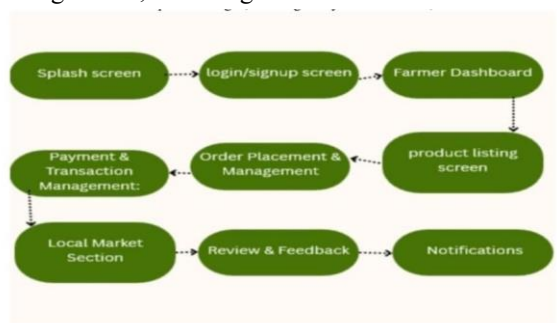 Splash screen
login/signup screen
Farmer Dashboard
product listing
screen
Order Placement &
Management
Payment &
Transaction
Management:
Local Market
Section
Review & Feedback
Notifications